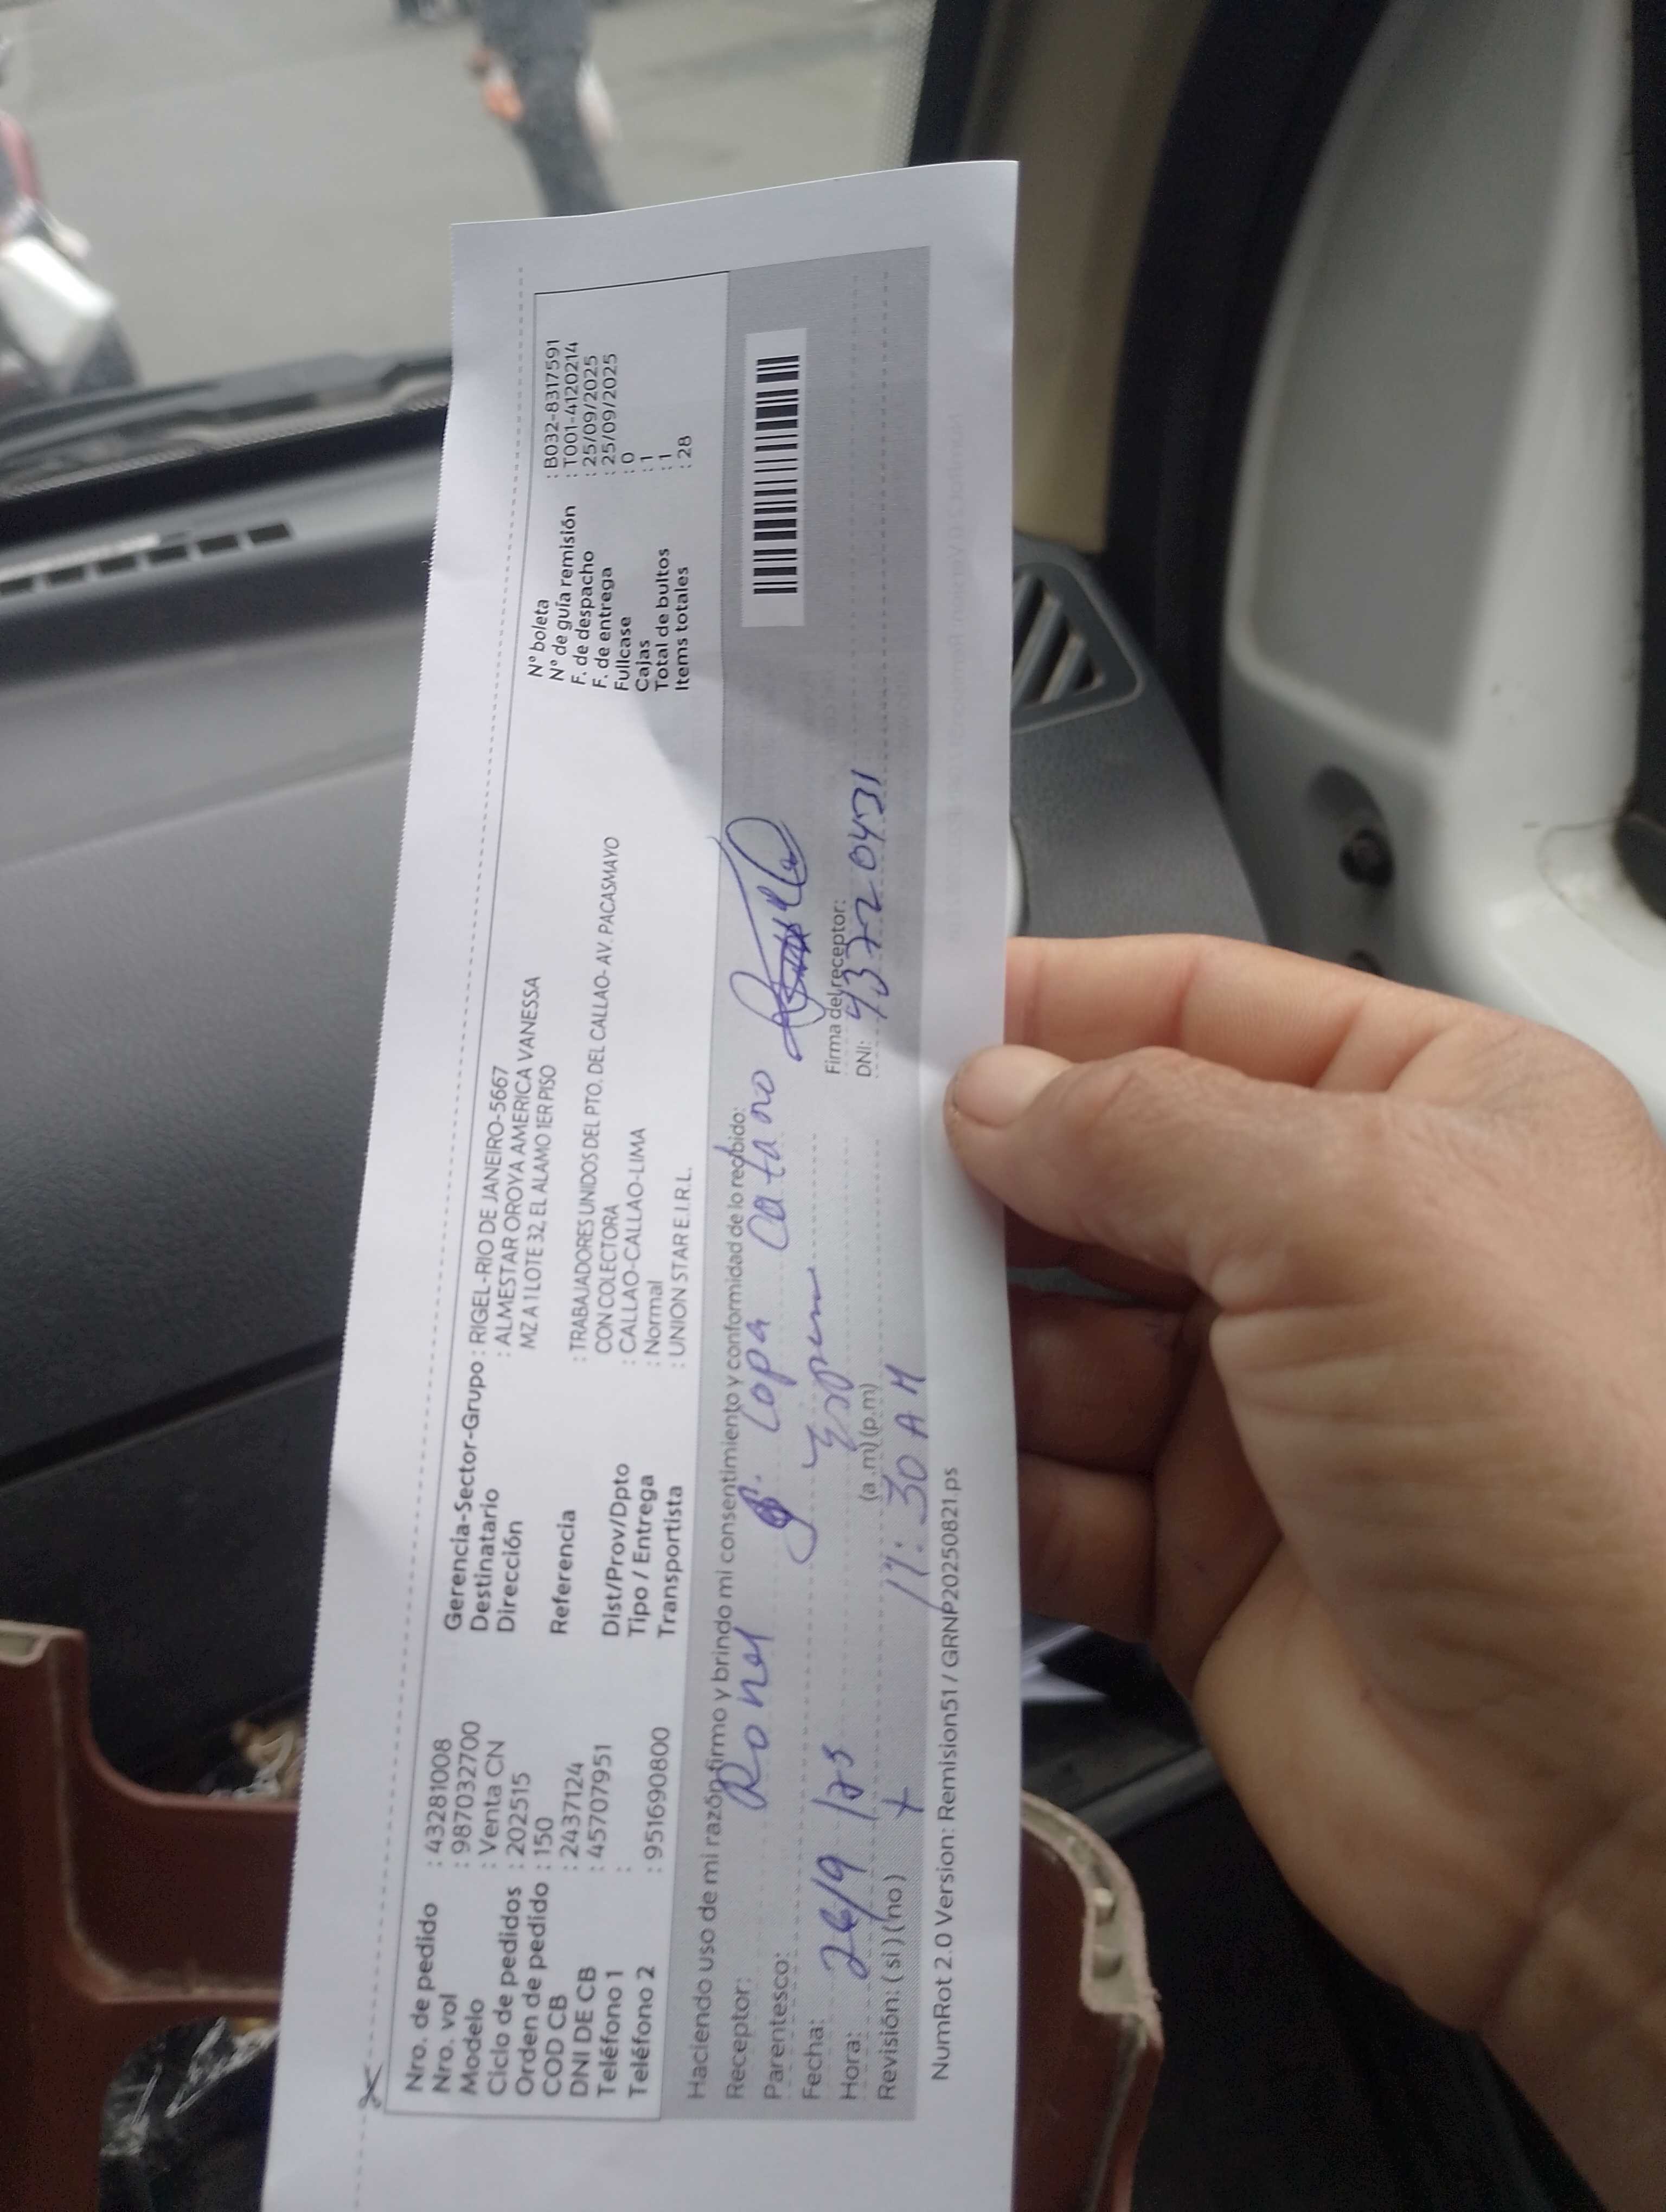 Nro. de pedido : 43281008
Nro. vol : 987032700
Modelo : Venta CN
Ciclo de pedidos : 202515
Orden de pedido : 150
COD CB : 2437124
DNI DE CB : 45707951
Teléfono 1 :
Teléfono 2 : 951690800
Gerencia-Sector-Grupo : RIGEL-RIO DE JANEIRO-5667
Destinatario : ALMESTAR OROYA AMERICA VANESSA
Dirección MZ A 1 LOTE 32, EL ALAMO 1ER PISO
Referencia : TRABAJADORES UNIDOS DEL PTO. DEL CALLAO- AV. PACASMAYO
CON COLECTORA
Dist/Prov/Dpto : CALLAO-CALLAO-LIMA
Tipo / Entrega : Normal
Transportista : UNION STAR E.I.R.L.
N° boleta : B032-8317591
N° de guía remisión : T001-4120214
F. de despacho : 25/09/2025
F. de entrega : 25/09/2025
Fullcase : 0
Cajas : 1
Total de bultos : 1
Items totales : 28
Haciendo uso de mi razón firmo y brindo mi consentimiento y conformidad de lo recibido:
Receptor: Ronel Lopa Catano
Parentesco:
Fecha: 26/9/25
Firma del receptor:
Hora: (a.m) (p.m) 11:30 AM
DNI: 43720431
Revisión: (si) (no)
NumRot 2.0 Version: Remision51 / GRNP20250821 ps